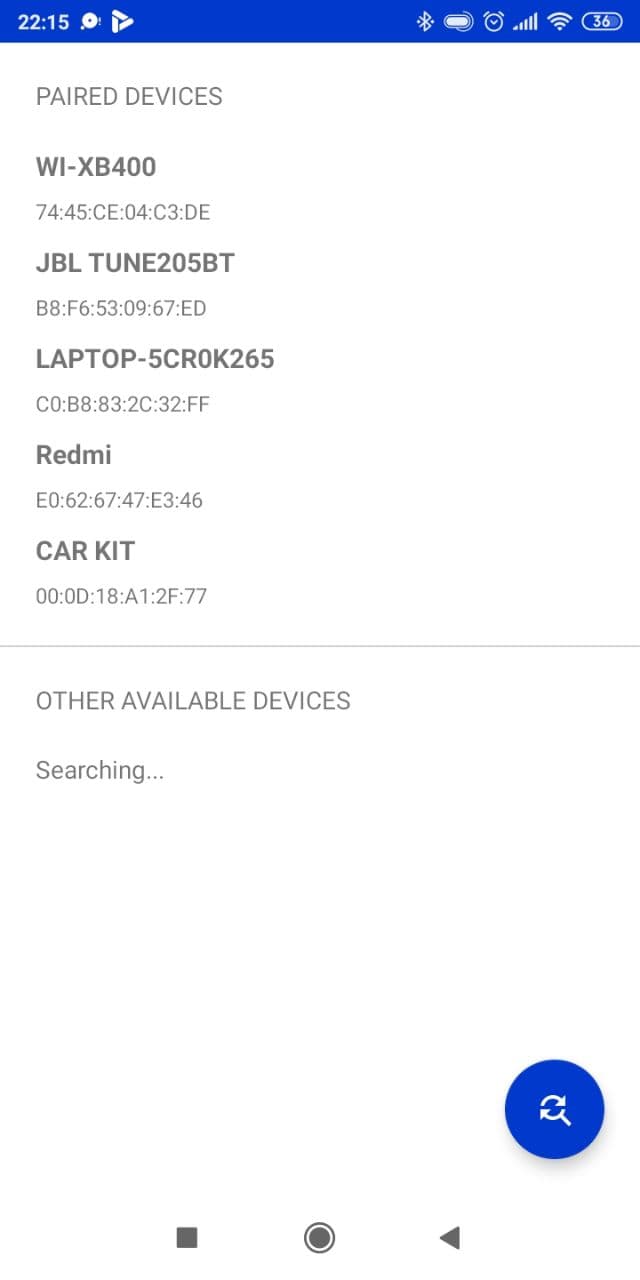 22:15
36
PAIRED DEVICES
WI-XB400
74:45:CE:04:C3:DE
JBL TUNE205BT
B8:F6:53:09:67:ED
LAPTOP-5CR0K265
C0:B8:83:2C:32:FF
Redmi
E0:62:67:47:E3:46
CAR KIT
00:0D:18:A1:2F:77
OTHER AVAILABLE DEVICES
Searching...